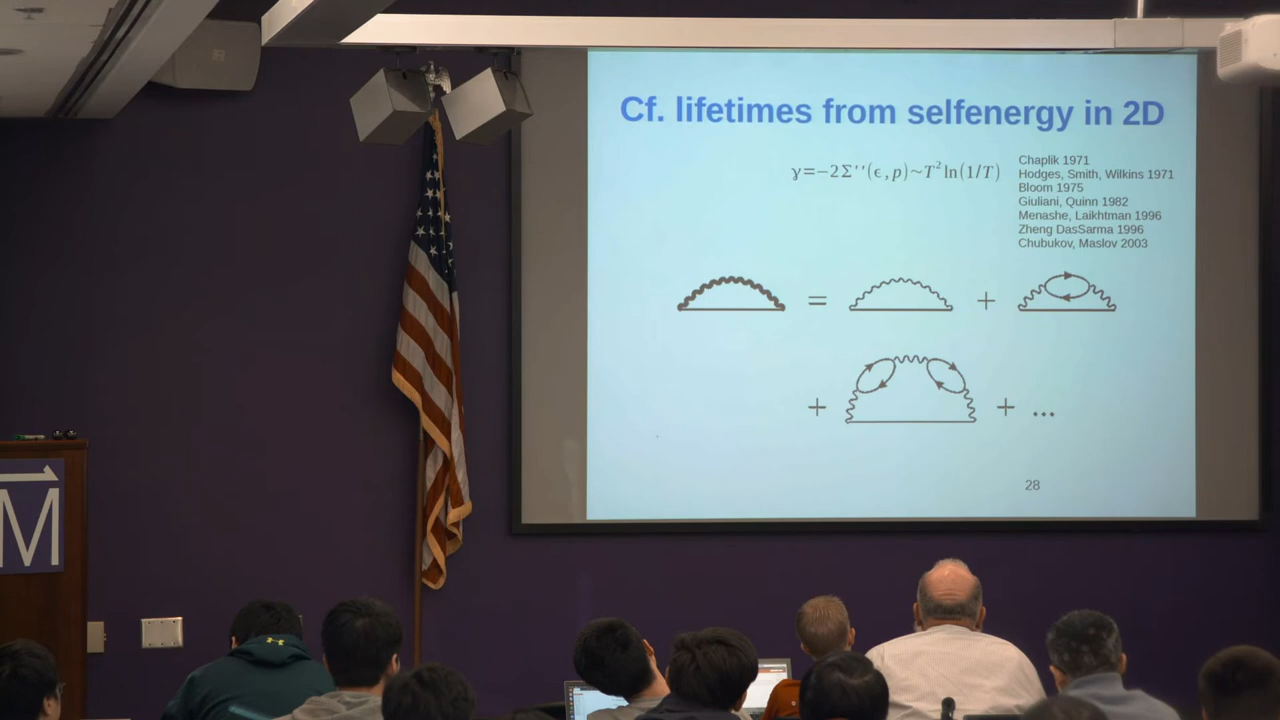 Cf. lifetimes from selfenergy in 2D
γ=−2Σ''(ϵ,p)∼T²ln(1/T)
Chaplik 1971
Hodges, Smith, Wilkins 1971
Bloom 1975
Giuliani, Quinn 1982
Menashe, Laikhtman 1996
Zheng DasSarma 1996
Chubukov, Maslov 2003
= +
+ + ...
28
M